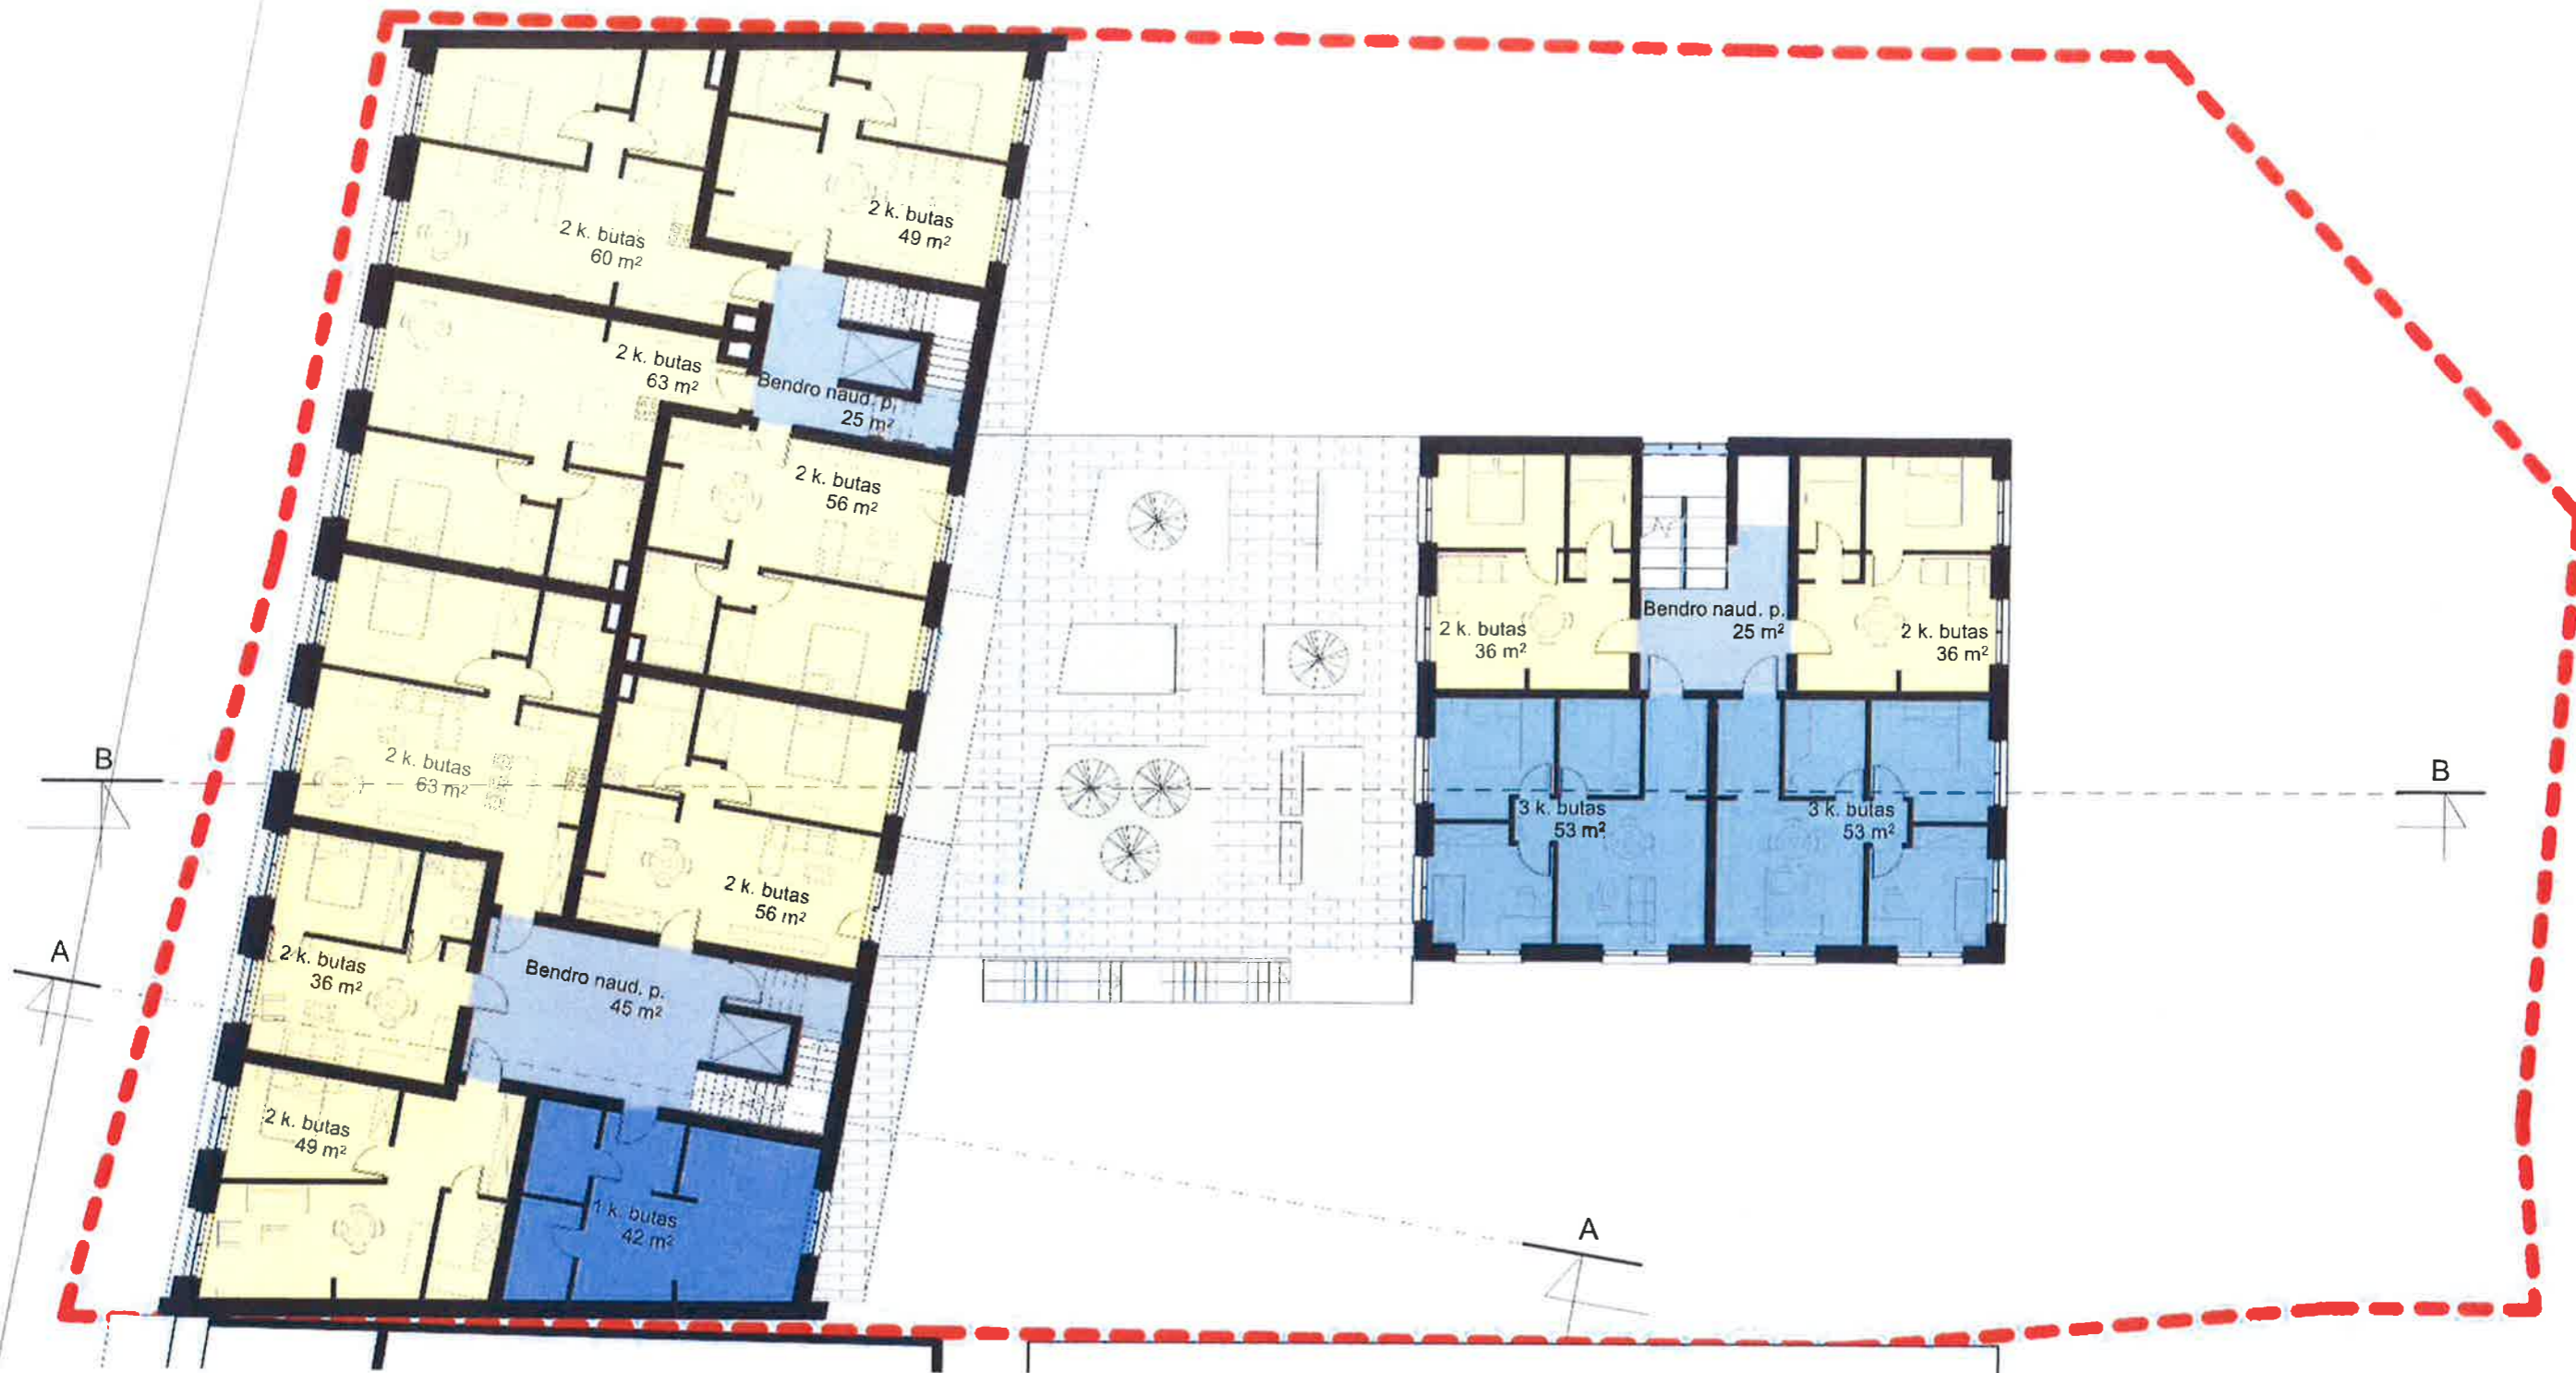 2 k. butas
49 m²
2 k. butas
60 m²
2 k. butas
63 m²
Bendro naud. p.
25 m²
2 k. butas
56 m²
2 k. butas
63 m²
2 k. butas
56 m²
2 k. butas
36 m²
Bendro naud. p.
45 m²
2 k. butas
49 m²
1 k. butas
42 m²
Bendro naud. p.
25 m²
2 k. butas
36 m²
2 k. butas
36 m²
3 k. butas
53 m²
3 k. butas
53 m²
B
B
A
A